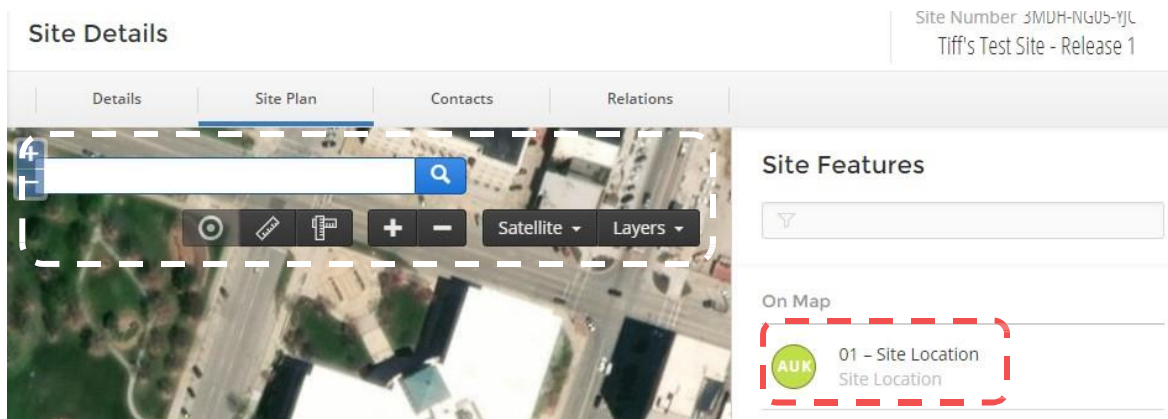 Site Details
Site Number 3MDH-NG05-YJC
Tiff's Test Site - Release 1
Details
Site Plan
Contacts
Relations
Satellite
Layers
Site Features
On Map
AUK
01 – Site Location
Site Location